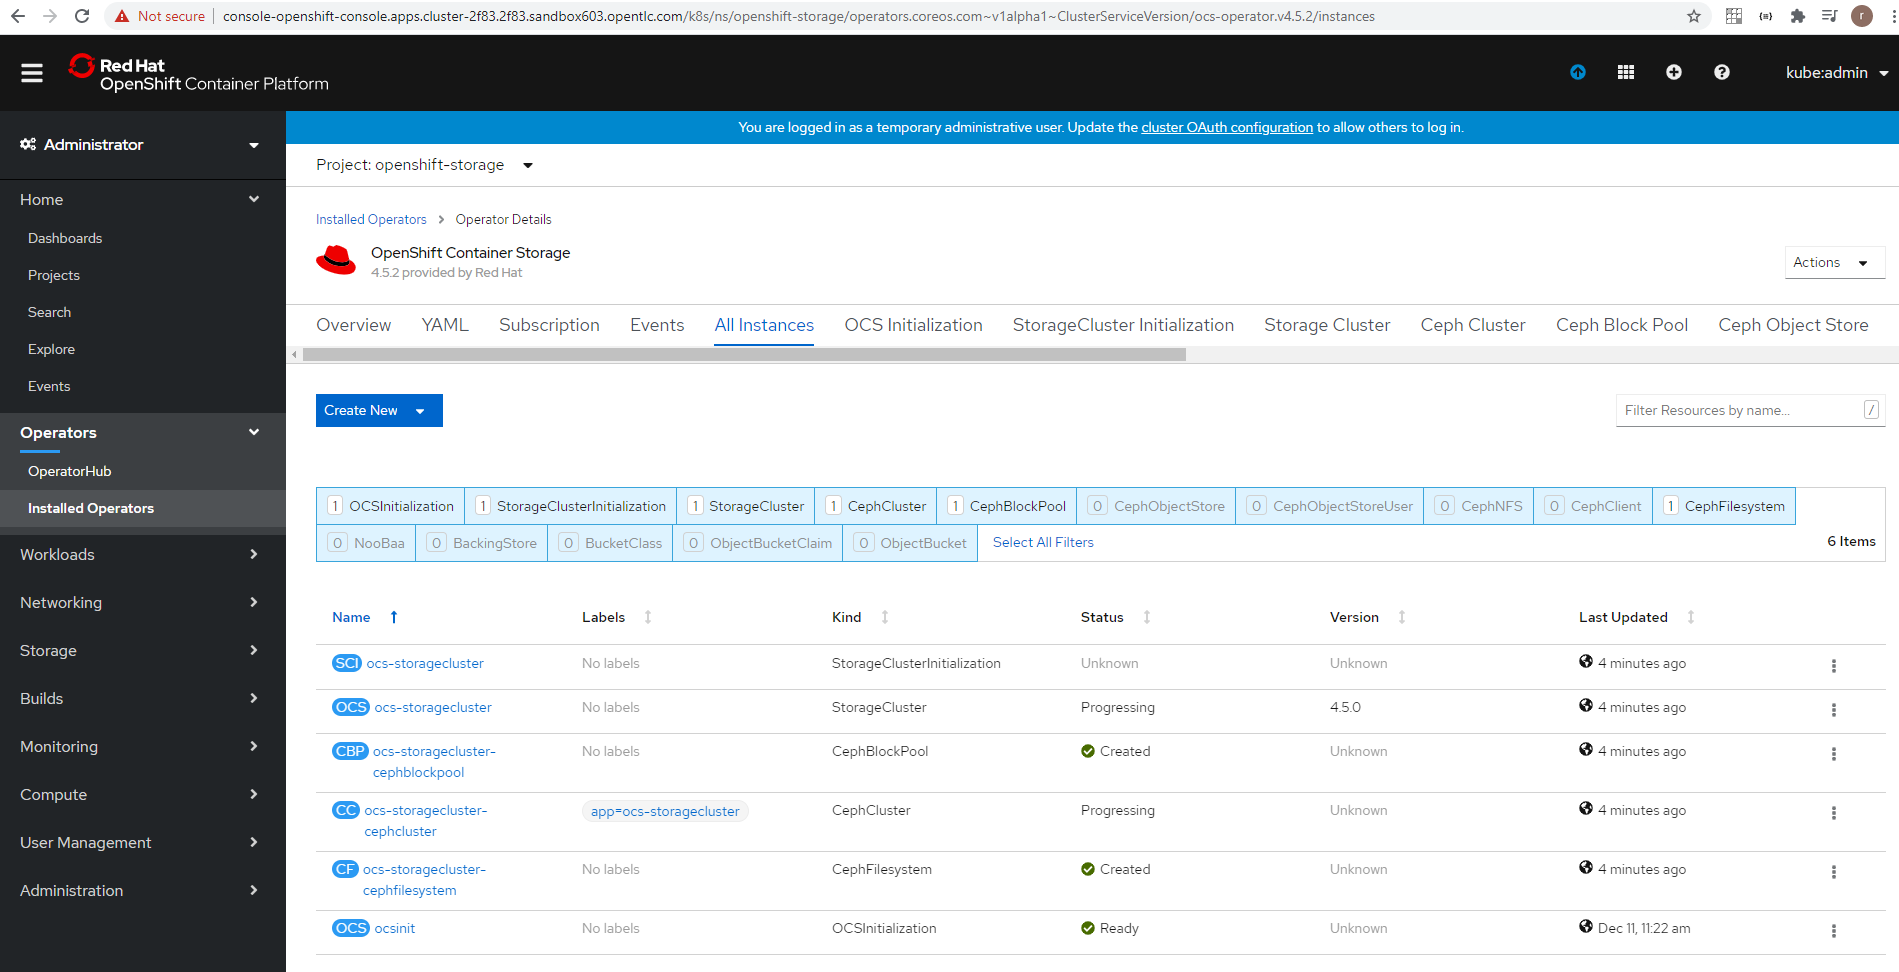 Not secure | console-openshift-console.apps.cluster-2f83.2f83.sandbox603.opentlc.com/k8s/ns/openshift-storage/operators.coreos.com~v1alpha1~ClusterServiceVersion/ocs-operator.v4.5.2/instances
r
Red Hat
OpenShift Container Platform
kube:admin
You are logged in as a temporary administrative user. Update the cluster OAuth configuration to allow others to log in.
Administrator
Home
Dashboards
Projects
Search
Explore
Events
Operators
OperatorHub
Installed Operators
Workloads
Networking
Storage
Builds
Monitoring
Compute
User Management
Administration
Project: openshift-storage
Installed Operators > Operator Details
OpenShift Container Storage
4.5.2 provided by Red Hat
Actions
Overview YAML Subscription Events All Instances OCS Initialization StorageCluster Initialization Storage Cluster Ceph Cluster Ceph Block Pool Ceph Object Store
Create New
Filter Resources by name... /
1 OCSInitialization 1 StorageClusterInitialization 1 StorageCluster 1 CephCluster 1 CephBlockPool 0 CephObjectStore 0 CephObjectStoreUser 0 CephNFS 0 CephClient 1 CephFilesystem
0 NooBaa 0 BackingStore 0 BucketClass 0 ObjectBucketClaim 0 ObjectBucket Select All Filters
6 Items
Name Labels Kind Status Version Last Updated
SCI ocs-storagecluster No labels StorageClusterInitialization Unknown Unknown 4 minutes ago
OCS ocs-storagecluster No labels StorageCluster Progressing 4.5.0 4 minutes ago
CBP ocs-storagecluster- No labels CephBlockPool Created Unknown 4 minutes ago
cephblockpool
CC ocs-storagecluster- app=ocs-storagecluster CephCluster Progressing Unknown 4 minutes ago
cephcluster
CF ocs-storagecluster- No labels CephFilesystem Created Unknown 4 minutes ago
cephfilesystem
OCS ocsinit No labels OCSInitialization Ready Unknown Dec 11, 11:22 am